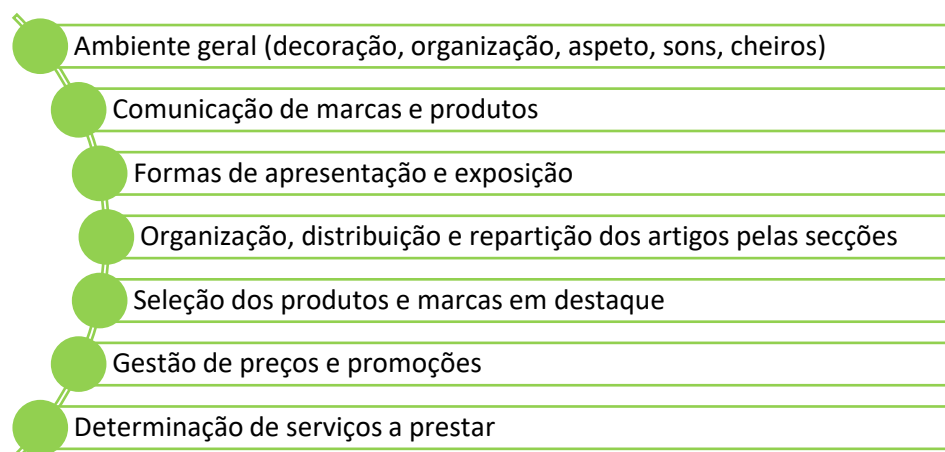 Ambiente geral (decoração, organização, aspeto, sons, cheiros)
Comunicação de marcas e produtos
Formas de apresentação e exposição
Organização, distribuição e repartição dos artigos pelas secções
Seleção dos produtos e marcas em destaque
Gestão de preços e promoções
Determinação de serviços a prestar